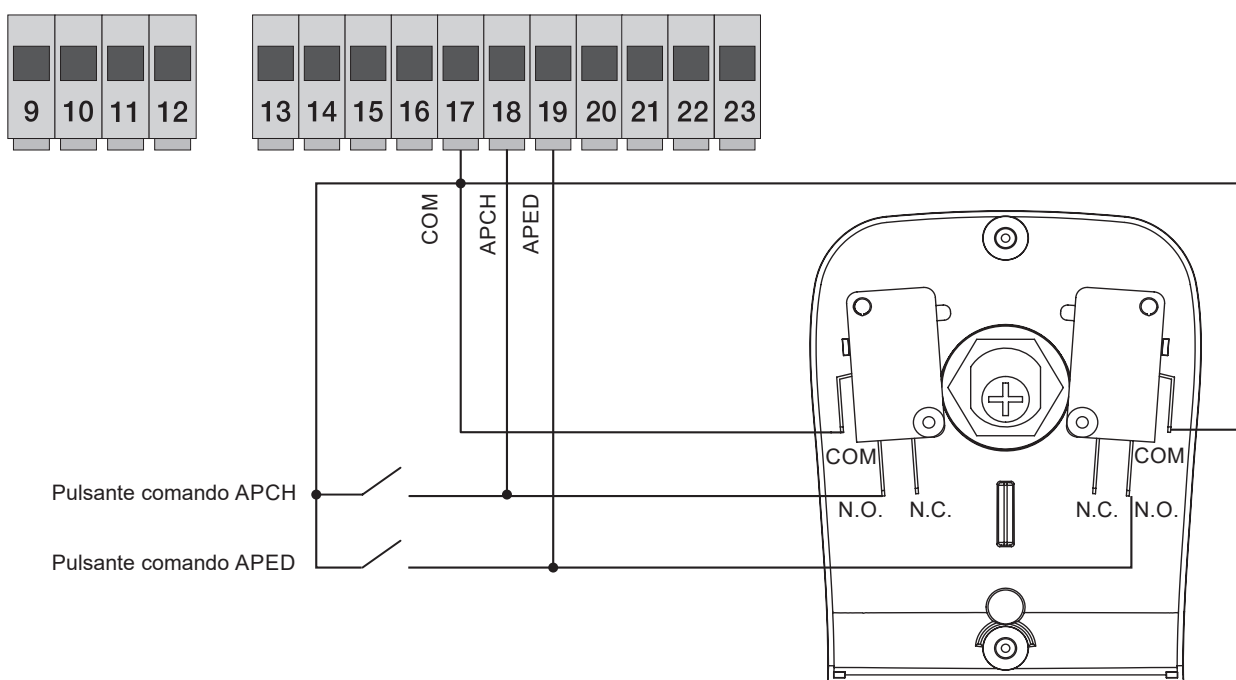 9 10 11 12 13 14 15 16 17 18 19 20 21 22 23
COM
APCH
APED
COM
COM
Pulsante comando APCH
N.O.
N.C.
N.C.
N.O.
Pulsante comando APED